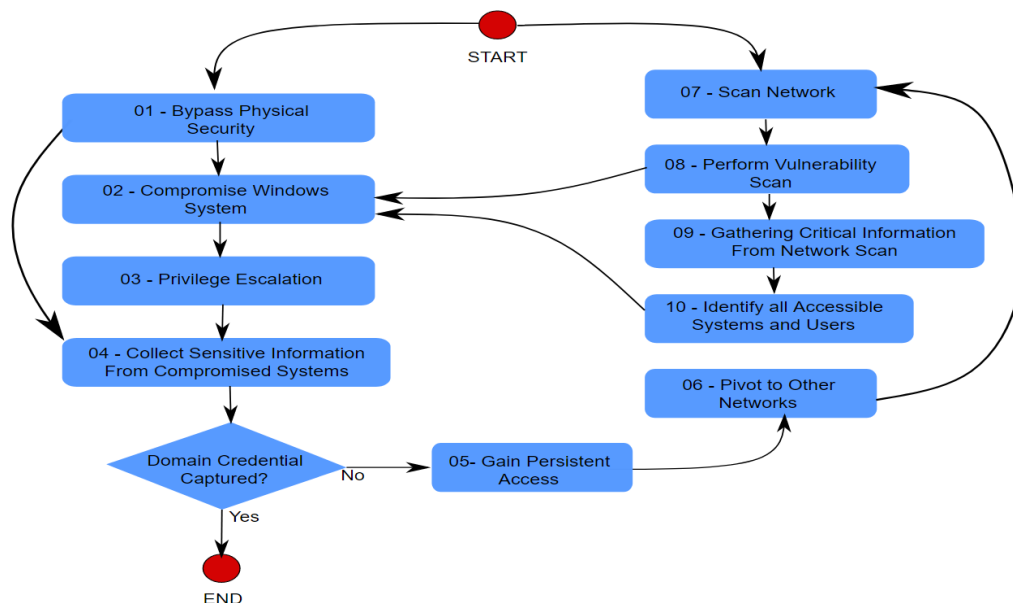 START
01 - Bypass Physical
Security
02 - Compromise Windows
System
03 - Privilege Escalation
04 - Collect Sensitive Information
From Compromised Systems
Domain Credential
Captured?
No
Yes
END
05- Gain Persistent
Access
06 - Pivot to Other
Networks
07 - Scan Network
08 - Perform Vulnerability
Scan
09 - Gathering Critical Information
From Network Scan
10 - Identify all Accessible
Systems and Users